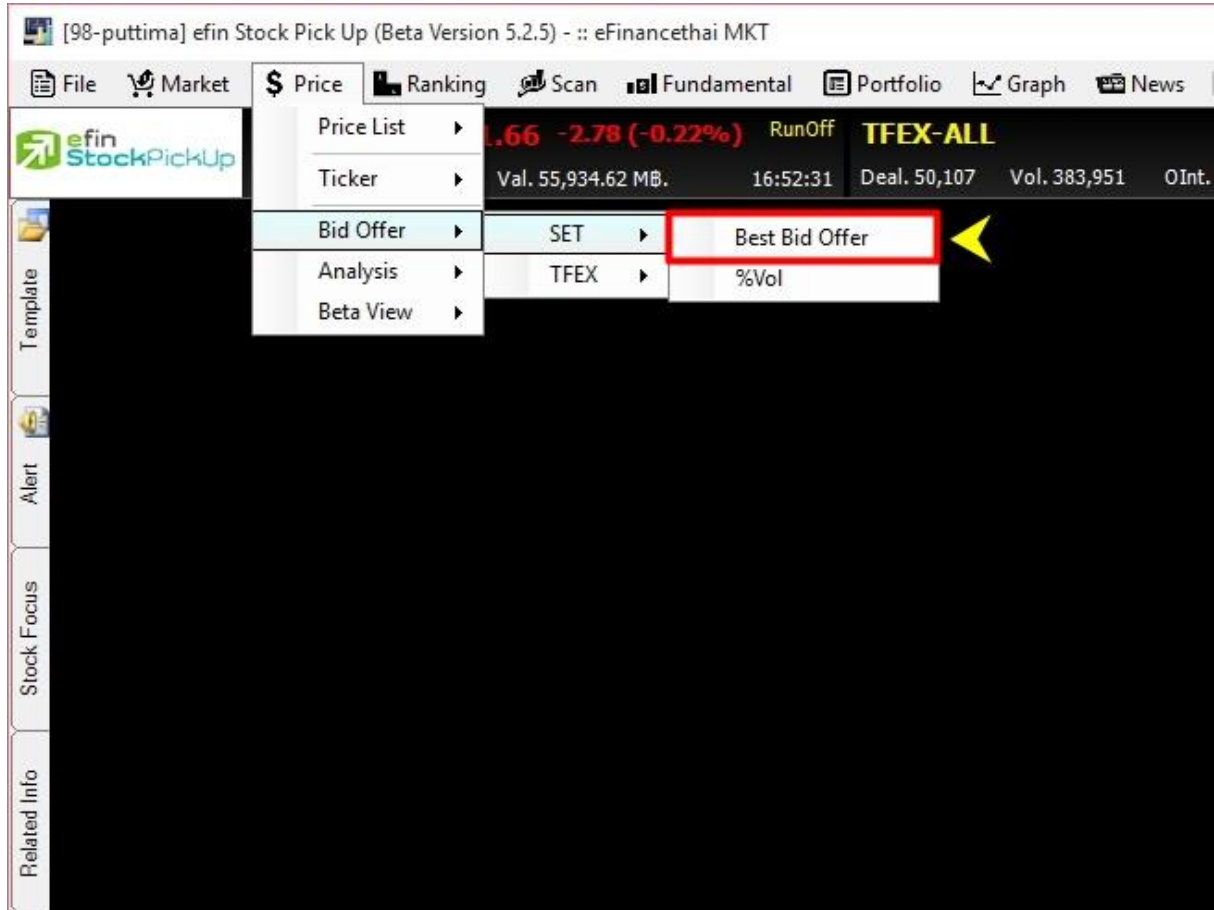 [98-puttima] efin Stock Pick Up (Beta Version 5.2.5) - :: eFinancethai MKT
File Market $ Price Ranking Scan Fundamental Portfolio Graph News
efin
StockPickUp
.66 -2.78 (-0.22%) RunOff TFEX-ALL
Val. 55,934.62 M฿. 16:52:31 Deal. 50,107 Vol. 383,951 OInt.
Price List
Ticker
Bid Offer SET Best Bid Offer
Analysis TFEX %Vol
Beta View
Template
Alert
Stock Focus
Related Info